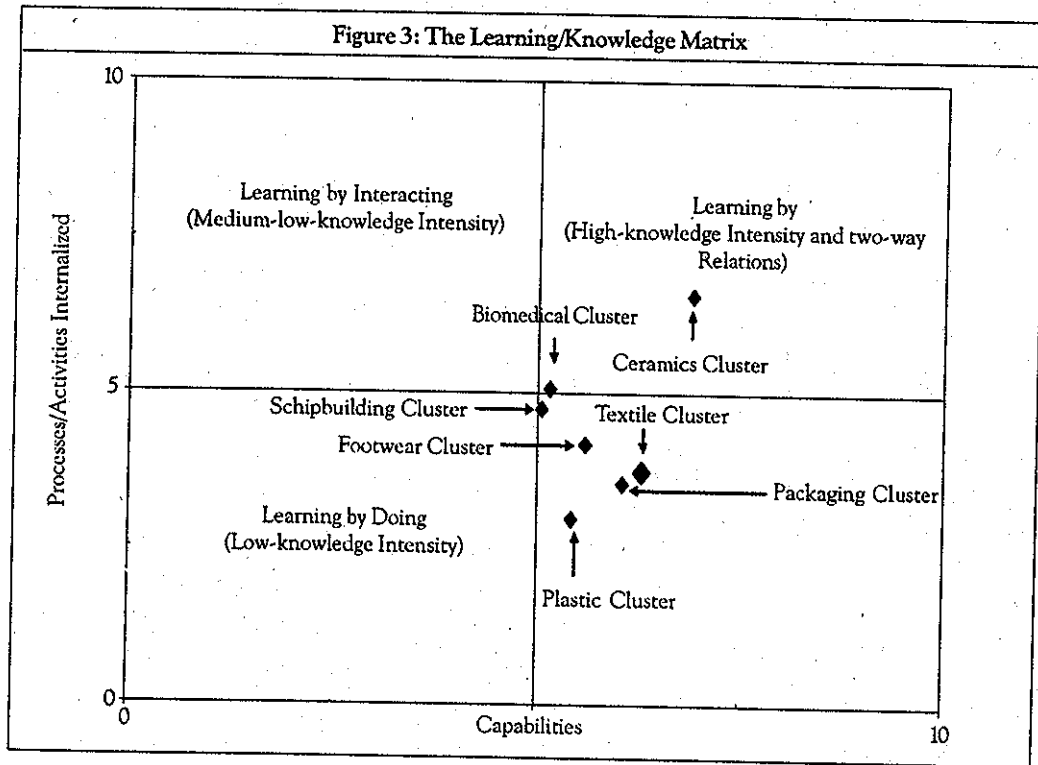 Figure 3: The Learning/Knowledge Matrix
10
Learning by Interacting
(Medium-low-knowledge Intensity)
Learning by
(High-knowledge Intensity and two-way
Relations)
Processes/Activities Internalized
Biomedical Cluster
Ceramics Cluster
5
Schipbuilding Cluster
Textile Cluster
Footwear Cluster
Packaging Cluster
Learning by Doing
(Low-knowledge Intensity)
Plastic Cluster
0
0
Capabilities
10